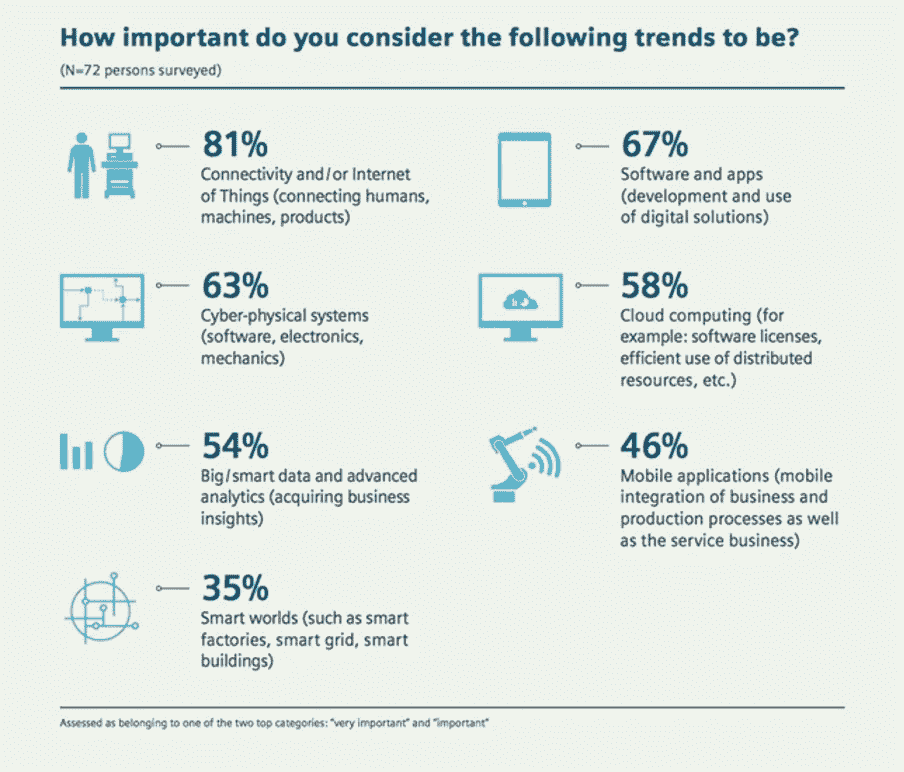 How important do you consider the following trends to be?
(N=72 persons surveyed)
81%
Connectivity and/or Internet
of Things (connecting humans,
machines, products)
67%
Software and apps
(development and use
of digital solutions)
63%
Cyber-physical systems
(software, electronics,
mechanics)
58%
Cloud computing (for
example: software licenses,
efficient use of distributed
resources, etc.)
54%
Big/smart data and advanced
analytics (acquiring business
insights)
46%
Mobile applications (mobile
integration of business and
production processes as well
as the service business)
35%
Smart worlds (such as smart
factories, smart grid, smart
buildings)
Assessed as belonging to one of the two top categories: "very important" and "important"